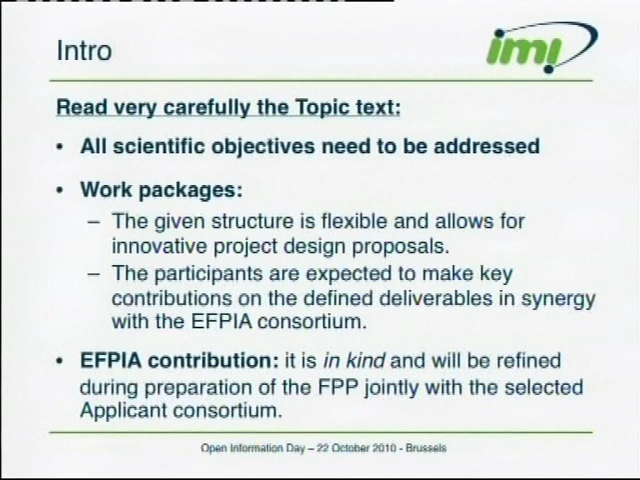 Intro
imi
Read very carefully the Topic text:
• All scientific objectives need to be addressed
• Work packages:
– The given structure is flexible and allows for
innovative project design proposals.
– The participants are expected to make key
contributions on the defined deliverables in synergy
with the EFPIA consortium.
• EFPIA contribution: it is in kind and will be refined
during preparation of the FPP jointly with the selected
Applicant consortium.
Open Information Day – 22 October 2010 - Brussels